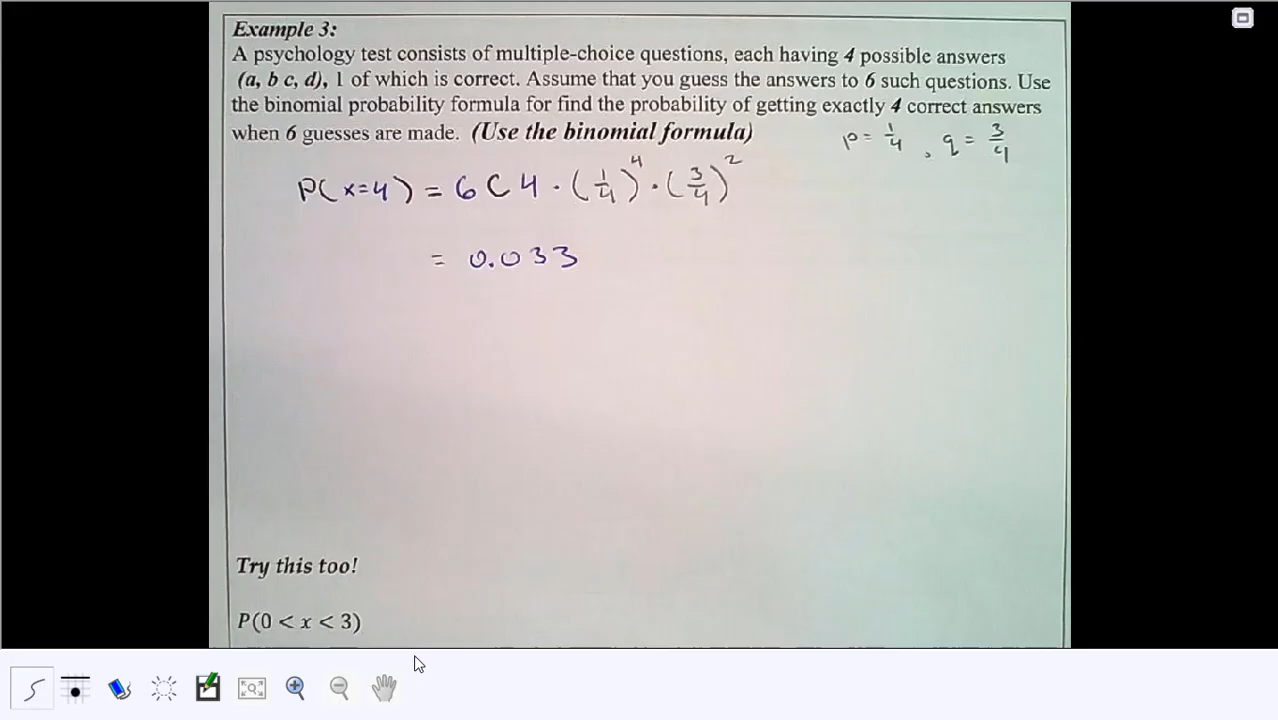 Example 3:
A psychology test consists of multiple-choice questions, each having 4 possible answers
(a, b c, d), 1 of which is correct. Assume that you guess the answers to 6 such questions. Use
the binomial probability formula for find the probability of getting exactly 4 correct answers
when 6 guesses are made. (Use the binomial formula)
p = 1/4 , q = 3/4
P(x=4) = 6C4 · (1/4)^4 · (3/4)^2
= 0.033
Try this too!
P(0 < x < 3)